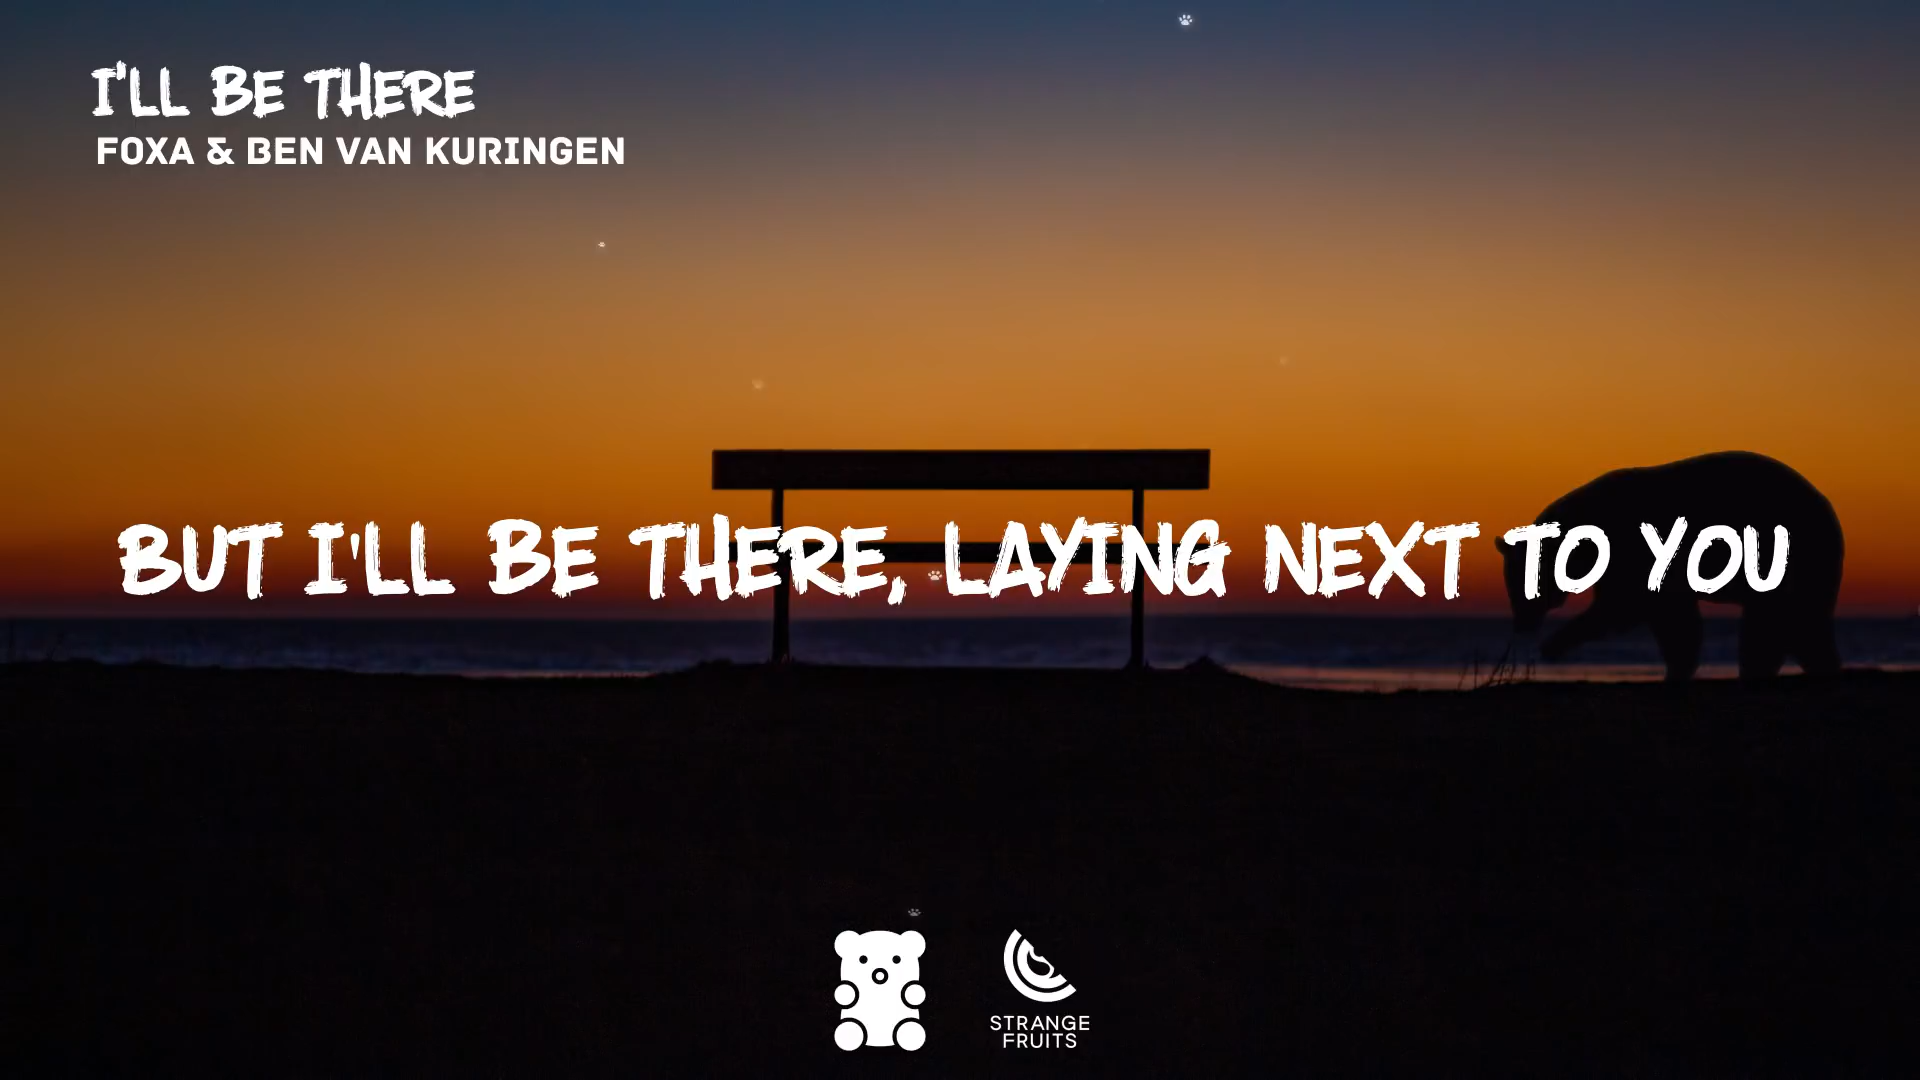 I'LL BE THERE
FOXA & BEN VAN KURINGEN
BUT I'LL BE THERE, LAYING NEXT TO YOU
STRANGE
FRUITS